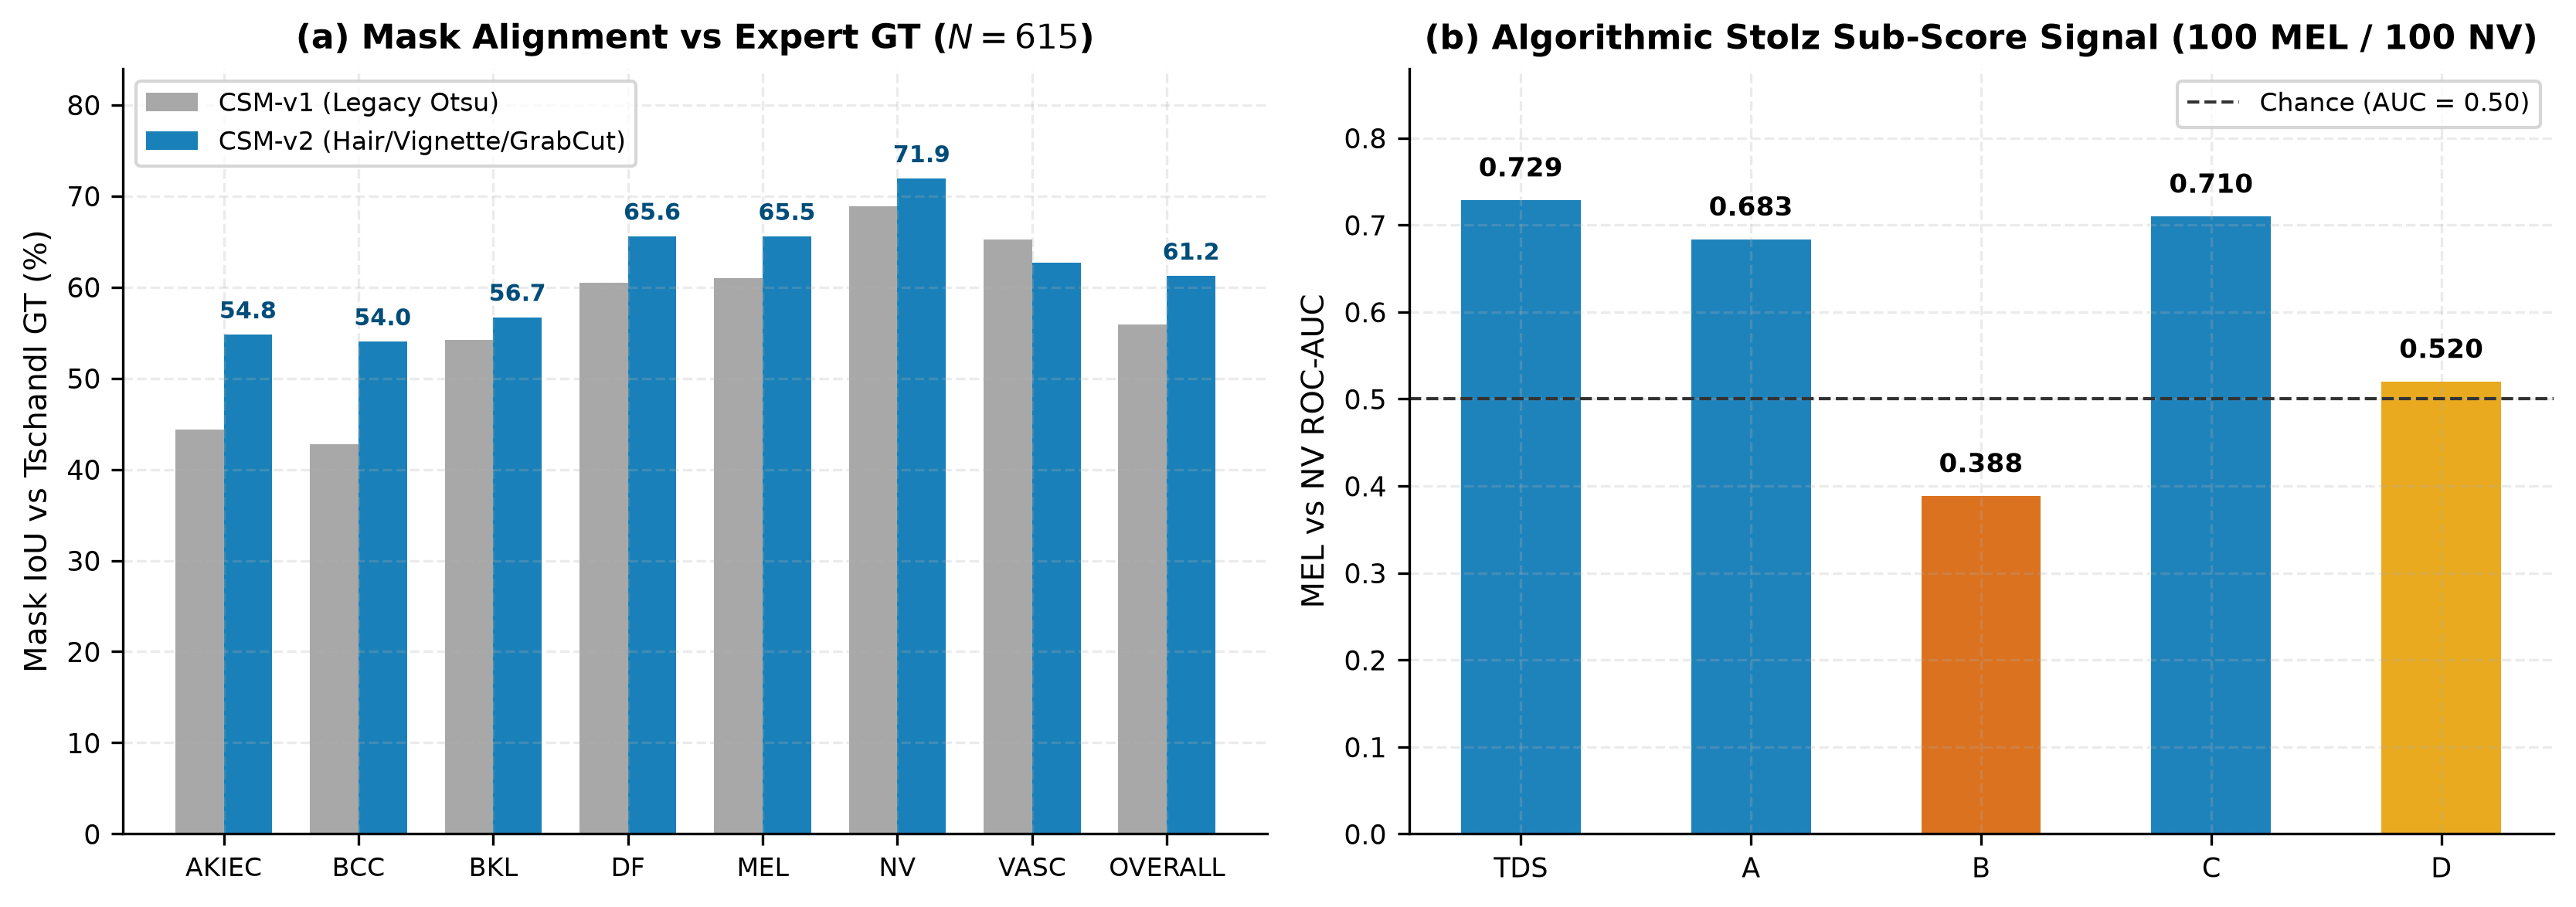 (a) Mask Alignment vs Expert GT (N = 615)
CSM-v1 (Legacy Otsu)
CSM-v2 (Hair/Vignette/GrabCut)
Mask IoU vs Tschandl GT (%)
80
70
60
50
40
30
20
10
0
54.8
54.0
56.7
65.6
65.5
71.9
61.2
AKIEC
BCC
BKL
DF
MEL
NV
VASC
OVERALL
(b) Algorithmic Stolz Sub-Score Signal (100 MEL / 100 NV)
Chance (AUC = 0.50)
MEL vs NV ROC-AUC
0.8
0.7
0.6
0.5
0.4
0.3
0.2
0.1
0.0
0.729
0.683
0.388
0.710
0.520
TDS
A
B
C
D